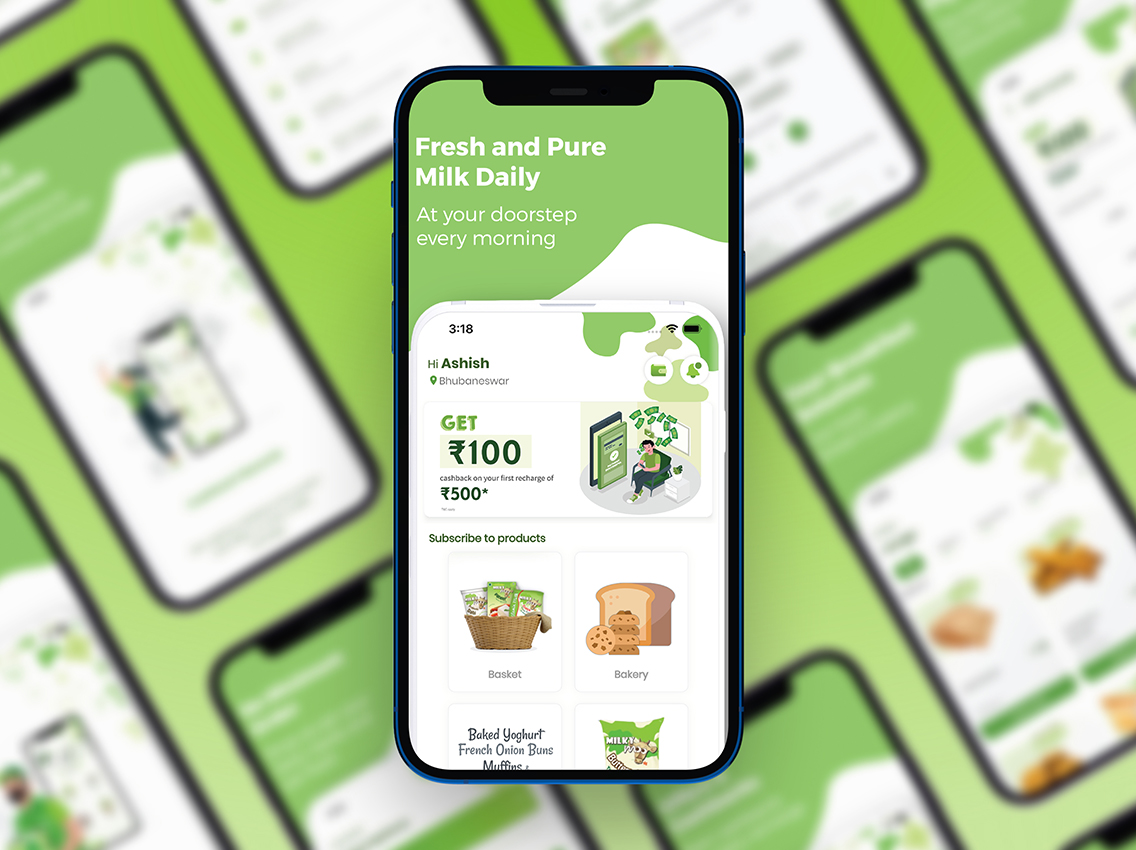 Fresh and Pure
Milk Daily
At your doorstep
every morning
3:18
Hi Ashish
Bhubaneswar
GET
₹100
cashback on your first recharge of
₹500*
Subscribe to products
Basket
Bakery
Baked Yoghurt
French Onion Buns
Muffins &
MILKY